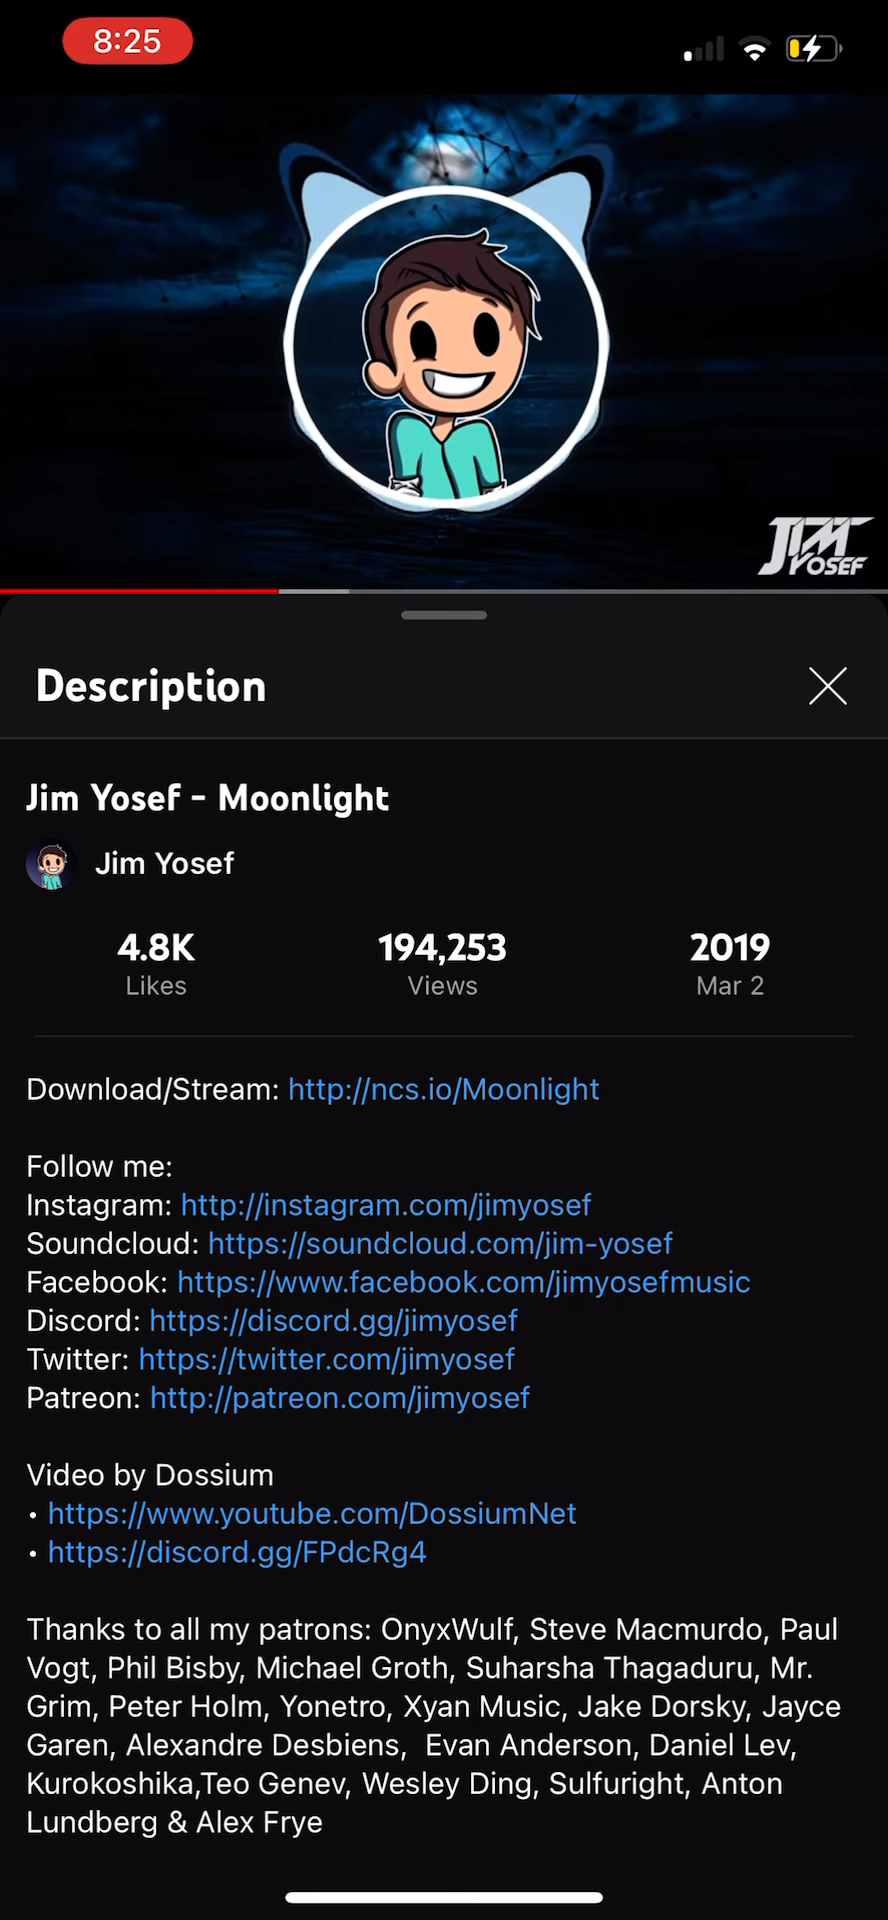 8:25
JIM
YOSEF
Description
Jim Yosef - Moonlight
Jim Yosef
4.8K
Likes
194,253
Views
2019
Mar 2
Download/Stream: http://ncs.io/Moonlight
Follow me:
Instagram: http://instagram.com/jimyosef
Soundcloud: https://soundcloud.com/jim-yosef
Facebook: https://www.facebook.com/jimyosefmusic
Discord: https://discord.gg/jimyosef
Twitter: https://twitter.com/jimyosef
Patreon: http://patreon.com/jimyosef
Video by Dossium
• https://www.youtube.com/DossiumNet
• https://discord.gg/FPdcRg4
Thanks to all my patrons: OnyxWulf, Steve Macmurdo, Paul
Vogt, Phil Bisby, Michael Groth, Suharsha Thagaduru, Mr.
Grim, Peter Holm, Yonetro, Xyan Music, Jake Dorsky, Jayce
Garen, Alexandre Desbiens,  Evan Anderson, Daniel Lev,
Kurokoshika,Teo Genev, Wesley Ding, Sulfuright, Anton
Lundberg & Alex Frye